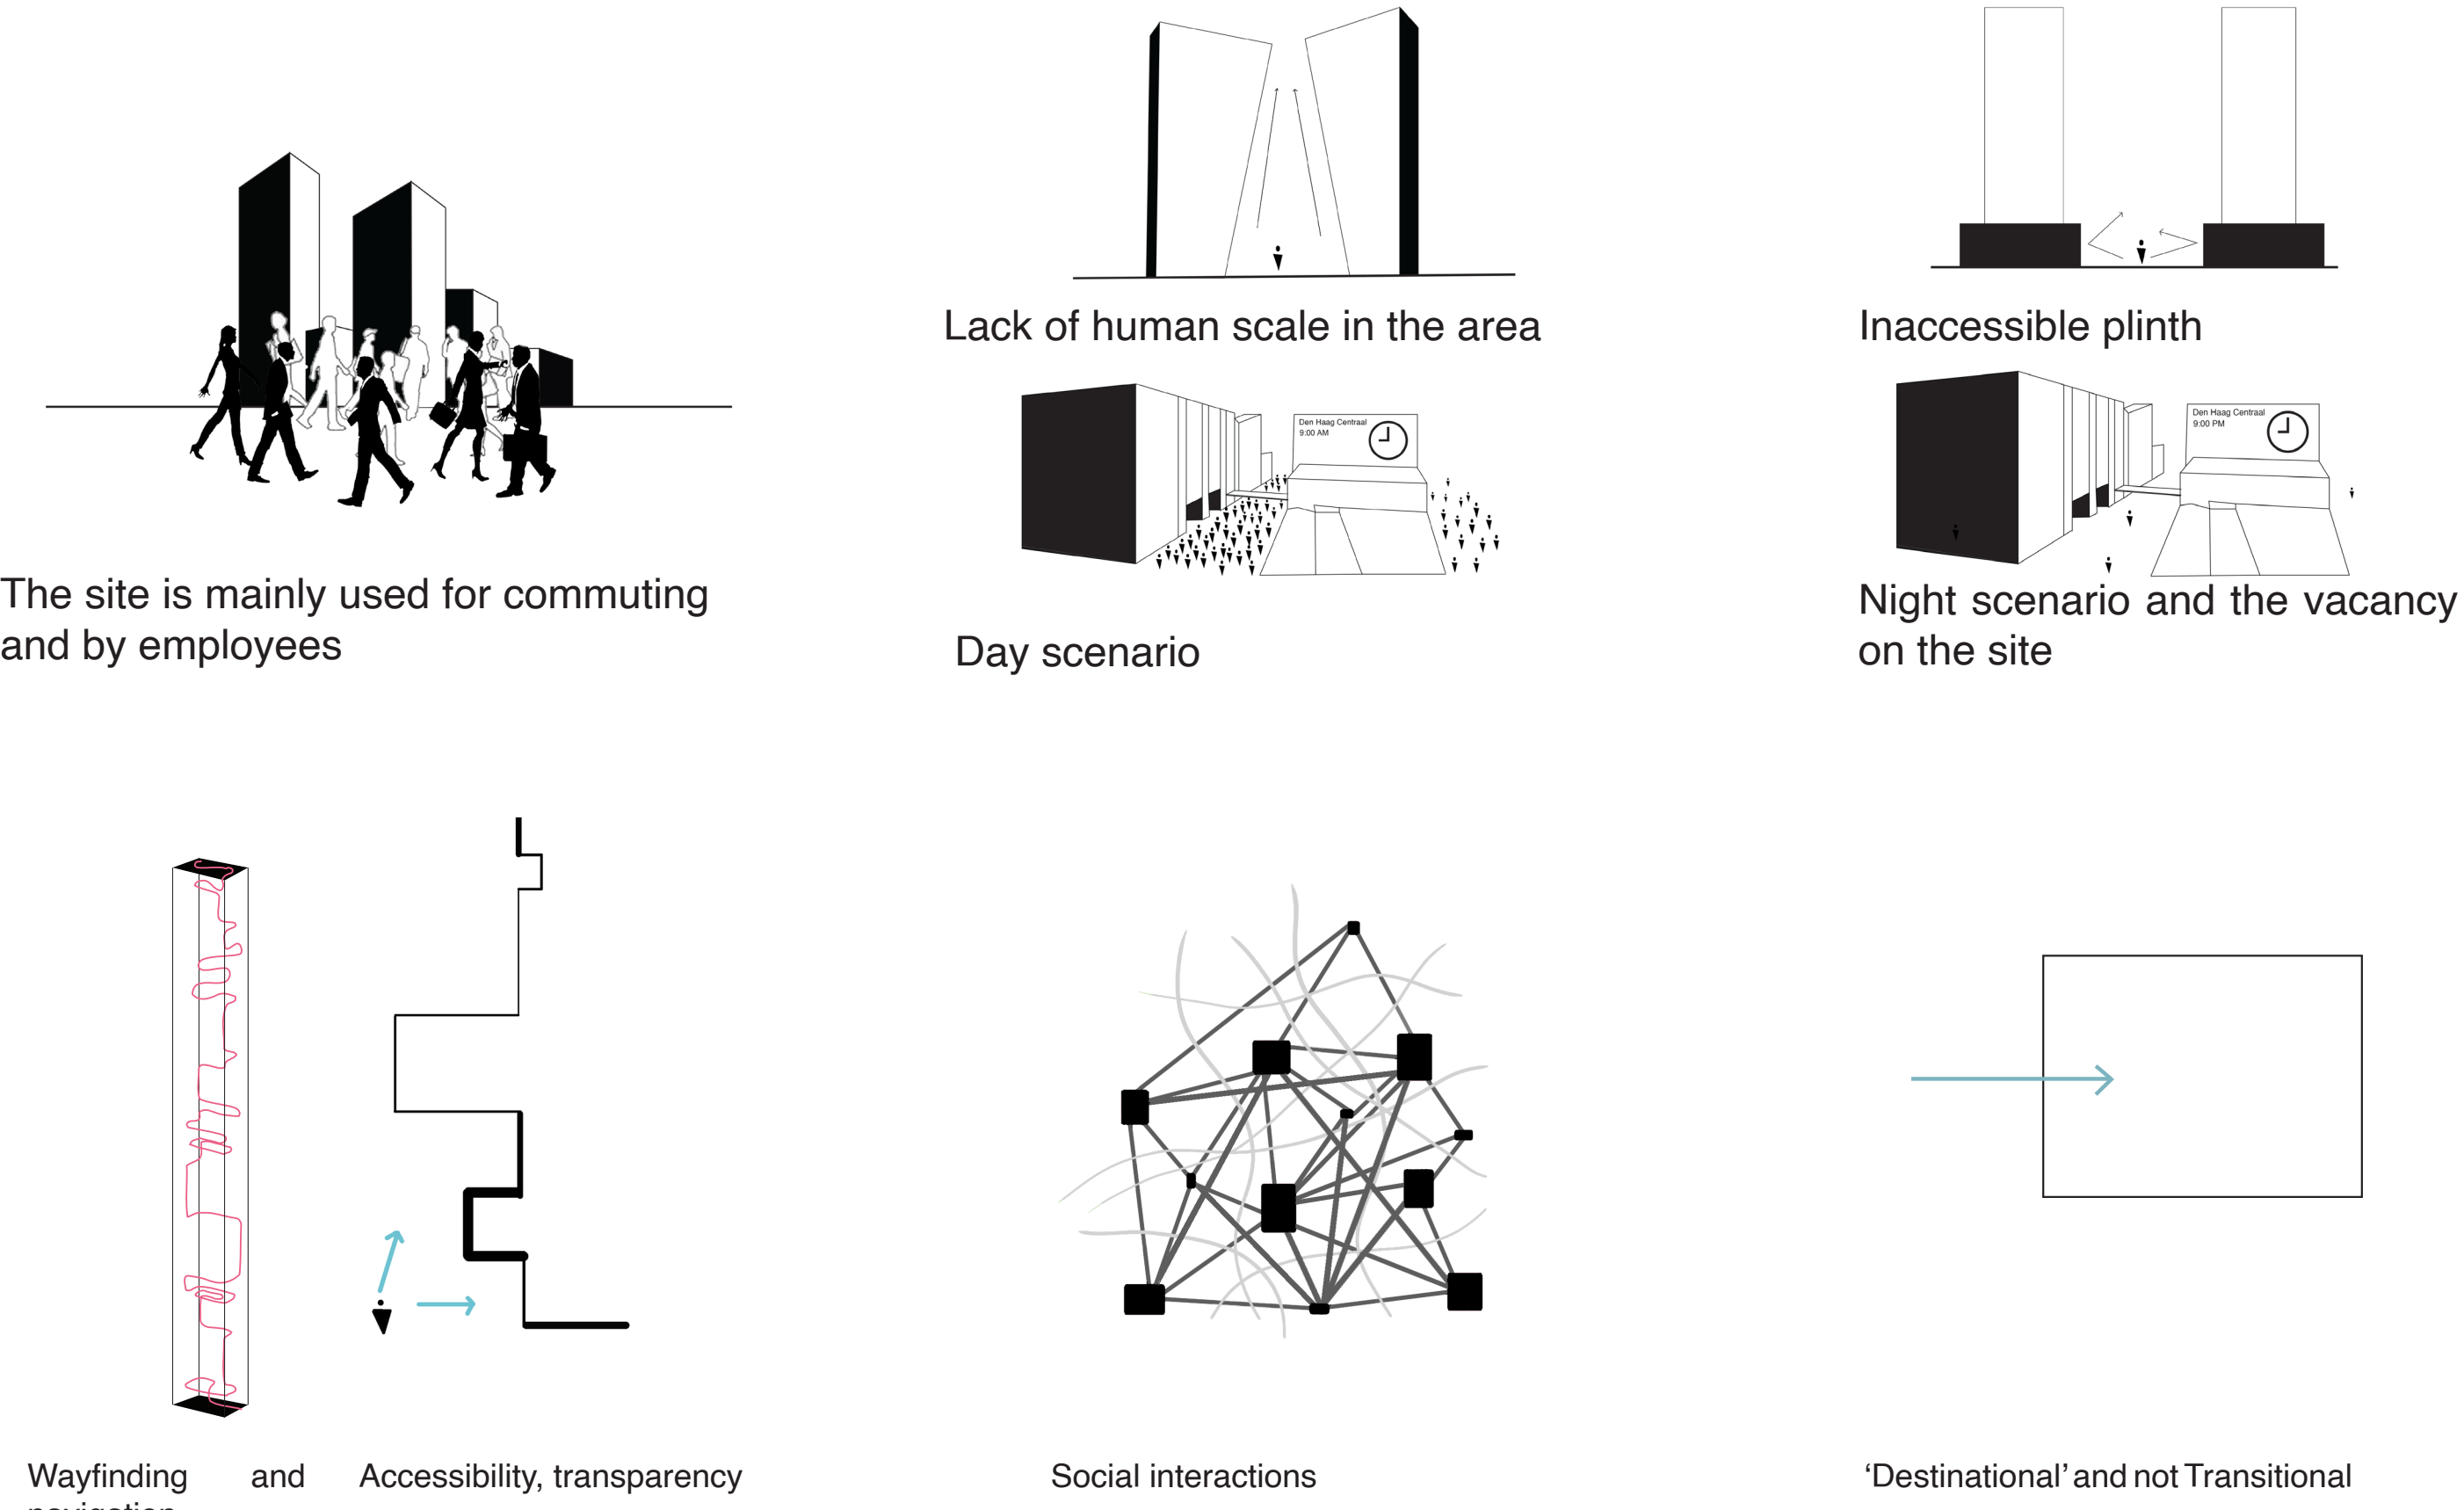 Lack of human scale in the area
Inaccessible plinth
Den Haag Centraal
9:00 AM
Den Haag Centraal
9:00 PM
The site is mainly used for commuting
and by employees
Day scenario
Night scenario and the vacancy
on the site
Wayfinding and
navigation
Accessibility, transparency
Social interactions
‘Destinational’ and not Transitional